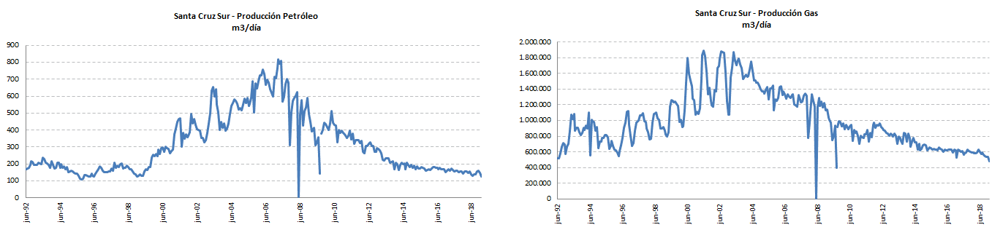 Santa Cruz Sur - Producción Petróleo
m3/día
900
800
700
600
500
400
300
200
100
0
jun-92
jun-94
jun-96
jun-98
jun-00
jun-02
jun-04
jun-06
jun-08
jun-10
jun-12
jun-14
jun-16
jun-18
Santa Cruz Sur - Producción Gas
m3/día
2.000.000
1.800.000
1.600.000
1.400.000
1.200.000
1.000.000
800.000
600.000
400.000
200.000
0
jun-92
jun-94
jun-96
jun-98
jun-00
jun-02
jun-04
jun-06
jun-08
jun-10
jun-12
jun-14
jun-16
jun-18